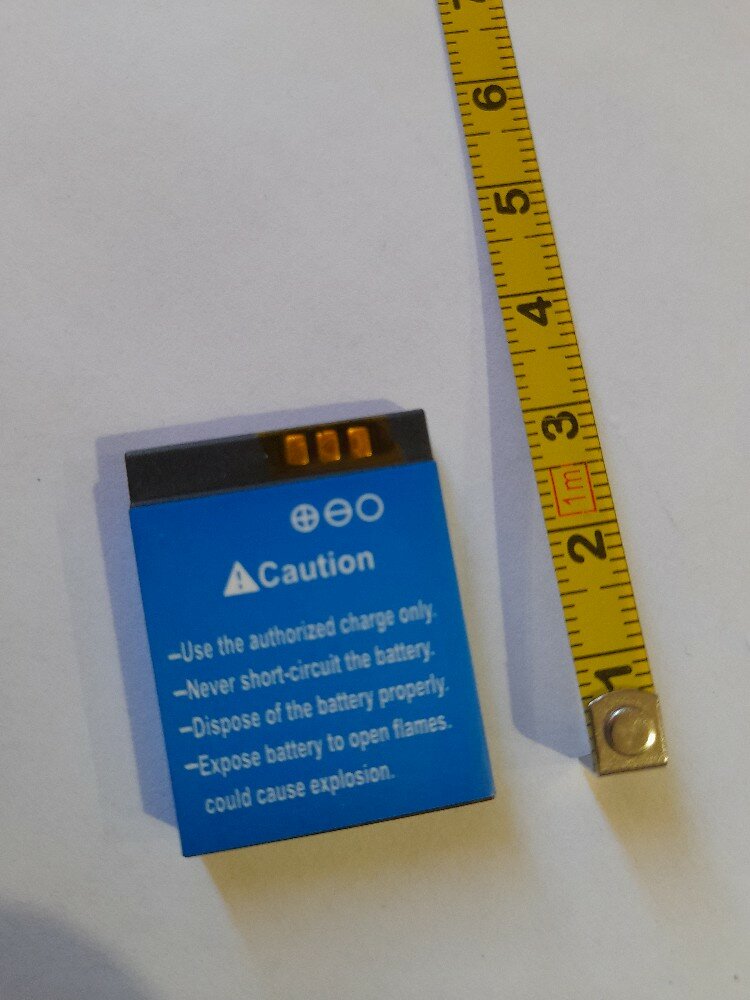 7
6
5
4
3
1m
2
1
⊕⊖○
Caution
–Use the authorized charge only.
–Never short-circuit the battery.
–Dispose of the battery properly.
–Expose battery to open flames.
could cause explosion.